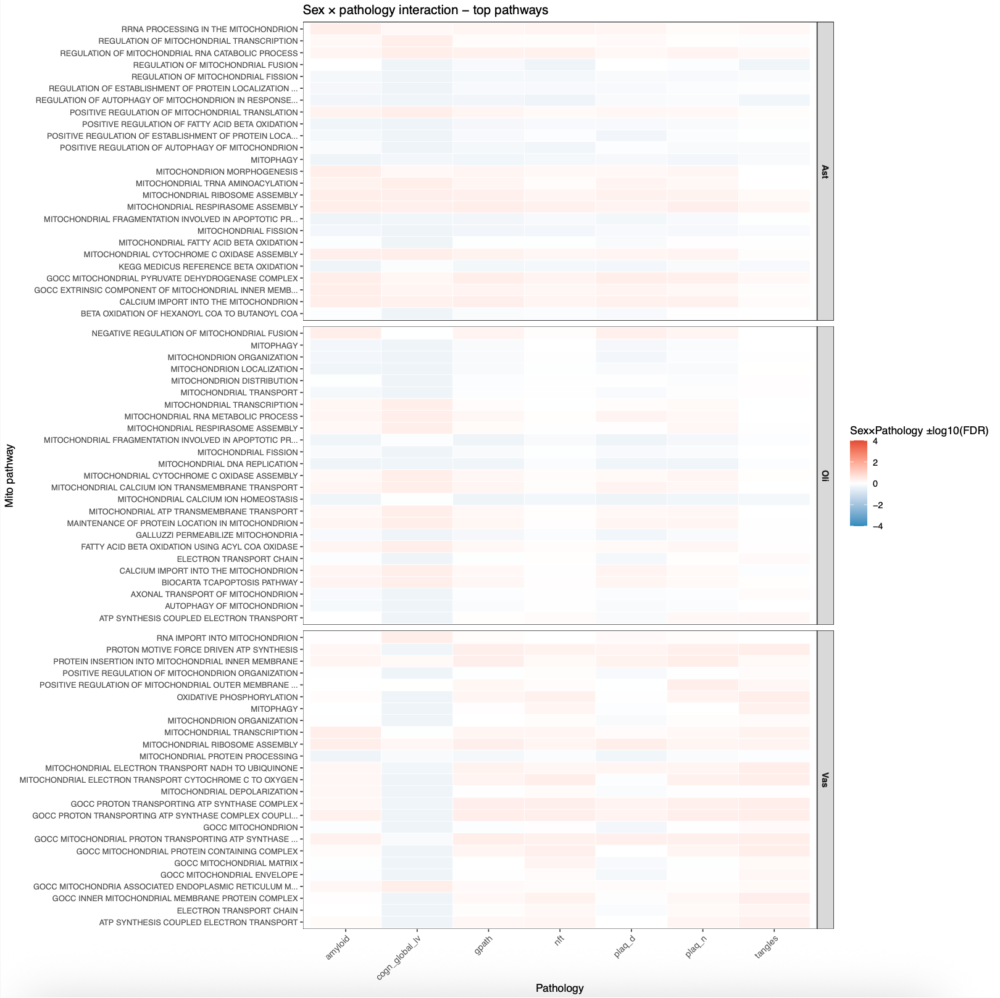 Sex × pathology interaction − top pathways
RRNA PROCESSING IN THE MITOCHONDRION
REGULATION OF MITOCHONDRIAL TRANSCRIPTION
REGULATION OF MITOCHONDRIAL RNA CATABOLIC PROCESS
REGULATION OF MITOCHONDRIAL FUSION
REGULATION OF MITOCHONDRIAL FISSION
REGULATION OF ESTABLISHMENT OF PROTEIN LOCALIZATION ...
REGULATION OF AUTOPHAGY OF MITOCHONDRION IN RESPONSE...
POSITIVE REGULATION OF MITOCHONDRIAL TRANSLATION
POSITIVE REGULATION OF FATTY ACID BETA OXIDATION
POSITIVE REGULATION OF ESTABLISHMENT OF PROTEIN LOCA...
POSITIVE REGULATION OF AUTOPHAGY OF MITOCHONDRION
MITOPHAGY
MITOCHONDRION MORPHOGENESIS
MITOCHONDRIAL TRNA AMINOACYLATION
MITOCHONDRIAL RIBOSOME ASSEMBLY
MITOCHONDRIAL RESPIRASOME ASSEMBLY
MITOCHONDRIAL FRAGMENTATION INVOLVED IN APOPTOTIC PR...
MITOCHONDRIAL FISSION
MITOCHONDRIAL FATTY ACID BETA OXIDATION
MITOCHONDRIAL CYTOCHROME C OXIDASE ASSEMBLY
KEGG MEDICUS REFERENCE BETA OXIDATION
GOCC MITOCHONDRIAL PYRUVATE DEHYDROGENASE COMPLEX
GOCC EXTRINSIC COMPONENT OF MITOCHONDRIAL INNER MEMB...
CALCIUM IMPORT INTO THE MITOCHONDRION
BETA OXIDATION OF HEXANOYL COA TO BUTANOYL COA
Ast
NEGATIVE REGULATION OF MITOCHONDRIAL FUSION
MITOPHAGY
MITOCHONDRION ORGANIZATION
MITOCHONDRION LOCALIZATION
MITOCHONDRION DISTRIBUTION
MITOCHONDRIAL TRANSPORT
MITOCHONDRIAL TRANSCRIPTION
MITOCHONDRIAL RNA METABOLIC PROCESS
MITOCHONDRIAL RESPIRASOME ASSEMBLY
MITOCHONDRIAL FRAGMENTATION INVOLVED IN APOPTOTIC PR...
MITOCHONDRIAL FISSION
MITOCHONDRIAL DNA REPLICATION
MITOCHONDRIAL CYTOCHROME C OXIDASE ASSEMBLY
MITOCHONDRIAL CALCIUM ION TRANSMEMBRANE TRANSPORT
MITOCHONDRIAL CALCIUM ION HOMEOSTASIS
MITOCHONDRIAL ATP TRANSMEMBRANE TRANSPORT
MAINTENANCE OF PROTEIN LOCATION IN MITOCHONDRION
GALLUZZI PERMEABILIZE MITOCHONDRIA
FATTY ACID BETA OXIDATION USING ACYL COA OXIDASE
ELECTRON TRANSPORT CHAIN
CALCIUM IMPORT INTO THE MITOCHONDRION
BIOCARTA TCAPOPTOSIS PATHWAY
AXONAL TRANSPORT OF MITOCHONDRION
AUTOPHAGY OF MITOCHONDRION
ATP SYNTHESIS COUPLED ELECTRON TRANSPORT
Oli
RNA IMPORT INTO MITOCHONDRION
PROTON MOTIVE FORCE DRIVEN ATP SYNTHESIS
PROTEIN INSERTION INTO MITOCHONDRIAL INNER MEMBRANE
POSITIVE REGULATION OF MITOCHONDRION ORGANIZATION
POSITIVE REGULATION OF MITOCHONDRIAL OUTER MEMBRANE ...
OXIDATIVE PHOSPHORYLATION
MITOPHAGY
MITOCHONDRION ORGANIZATION
MITOCHONDRIAL TRANSCRIPTION
MITOCHONDRIAL RIBOSOME ASSEMBLY
MITOCHONDRIAL PROTEIN PROCESSING
MITOCHONDRIAL ELECTRON TRANSPORT NADH TO UBIQUINONE
MITOCHONDRIAL ELECTRON TRANSPORT CYTOCHROME C TO OXYGEN
MITOCHONDRIAL DEPOLARIZATION
GOCC PROTON TRANSPORTING ATP SYNTHASE COMPLEX
GOCC PROTON TRANSPORTING ATP SYNTHASE COMPLEX COUPLI...
GOCC MITOCHONDRION
GOCC MITOCHONDRIAL PROTON TRANSPORTING ATP SYNTHASE ...
GOCC MITOCHONDRIAL PROTEIN CONTAINING COMPLEX
GOCC MITOCHONDRIAL MATRIX
GOCC MITOCHONDRIAL ENVELOPE
GOCC MITOCHONDRIA ASSOCIATED ENDOPLASMIC RETICULUM M...
GOCC INNER MITOCHONDRIAL MEMBRANE PROTEIN COMPLEX
ELECTRON TRANSPORT CHAIN
ATP SYNTHESIS COUPLED ELECTRON TRANSPORT
Vas
Mito pathway
amyloid
cogn_global_lv
gpath
nft
plaq_d
plaq_n
tangles
Pathology
Sex×Pathology ±log10(FDR)
4
2
0
−2
−4